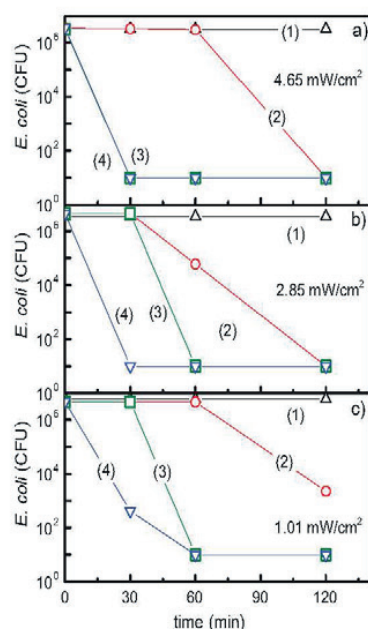 E. coli (CFU)
10⁶
10⁴
10²
10⁰
a)
(1)
4.65 mW/cm²
(2)
(4)
(3)
E. coli (CFU)
10⁶
10⁴
10²
10⁰
b)
(1)
2.85 mW/cm²
(4)
(3)
(2)
E. coli (CFU)
10⁶
10⁴
10²
10⁰
c)
(1)
(2)
(4)
(3)
1.01 mW/cm²
0 30 60 90 120
time (min)